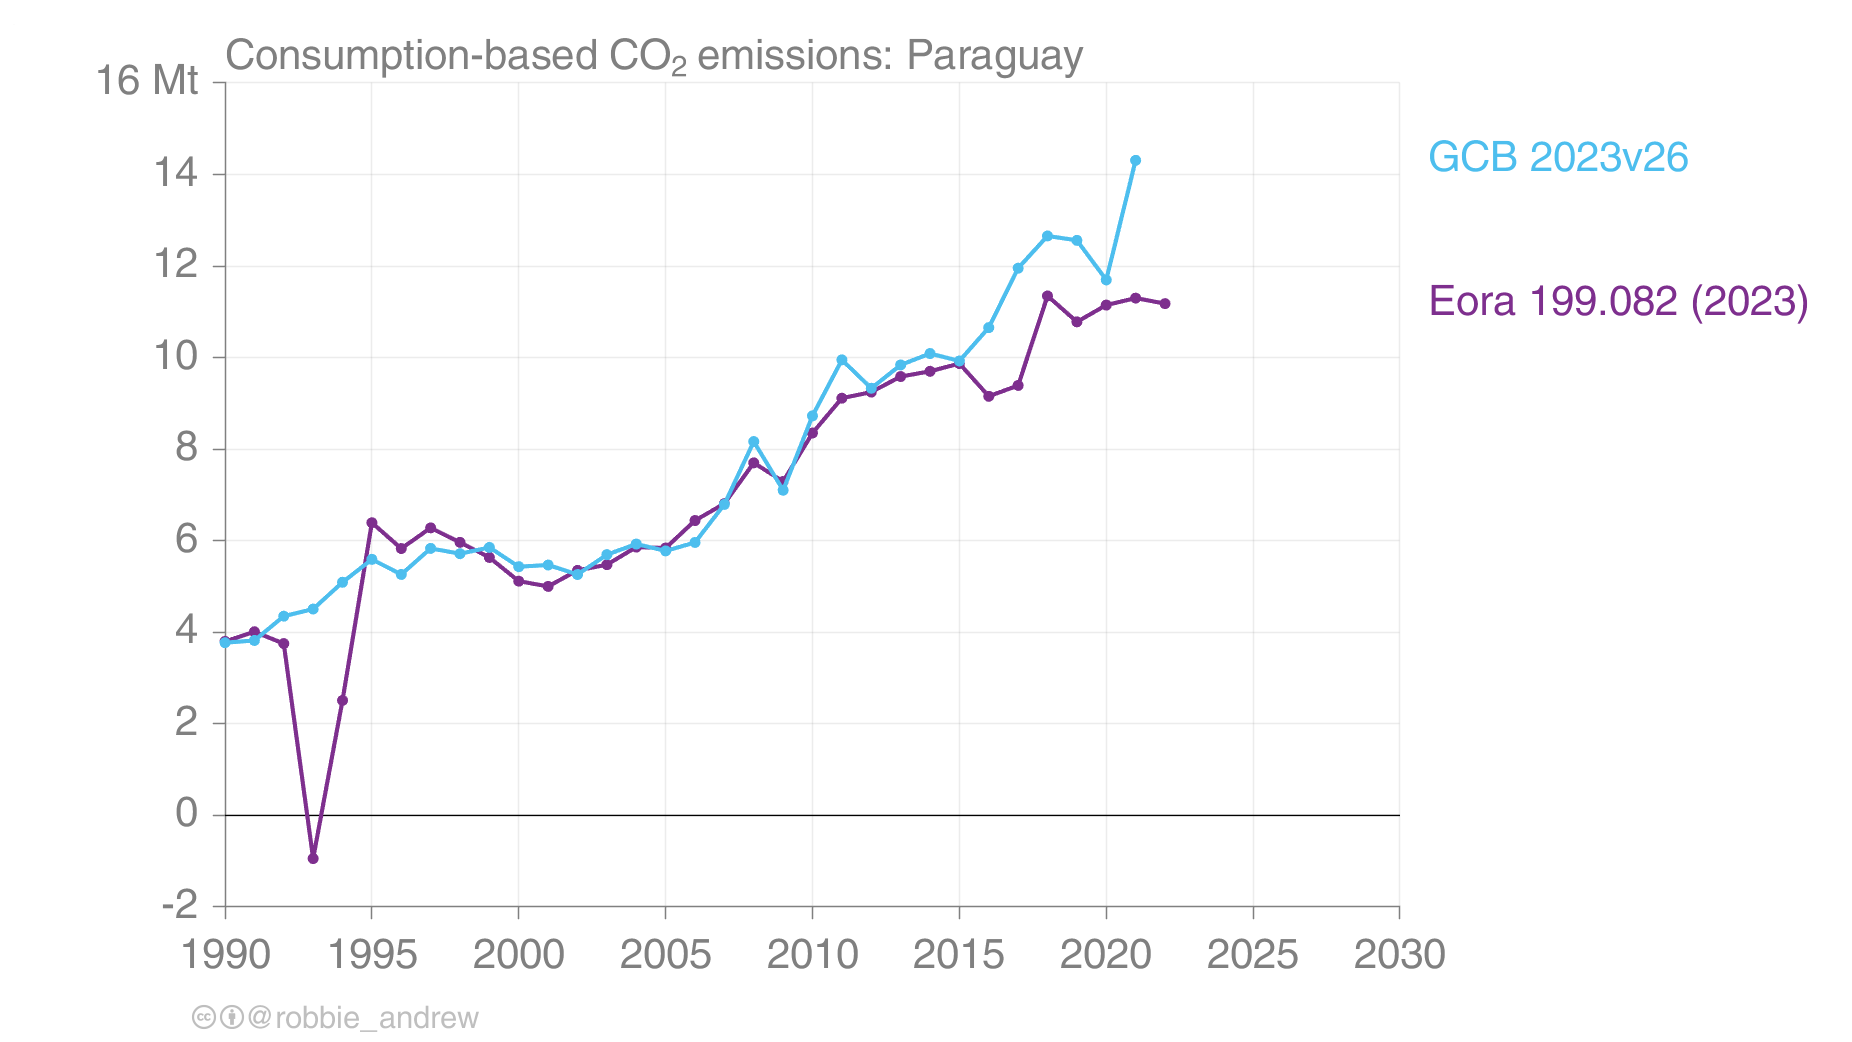 Consumption-based CO₂ emissions: Paraguay
16 Mt
14
12
10
8
6
4
2
0
-2
1990 1995 2000 2005 2010 2015 2020 2025 2030
GCB 2023v26
Eora 199.082 (2023)
cc @robbie_andrew